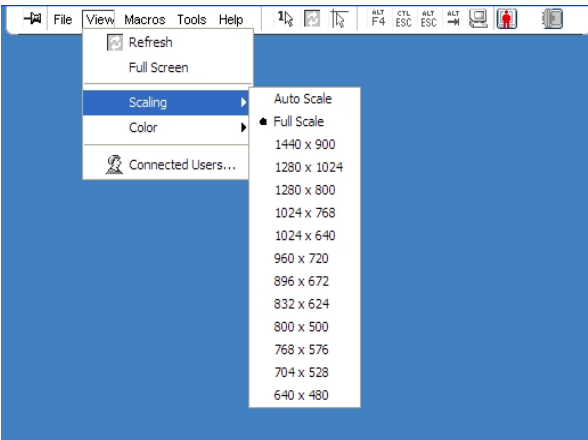 File View Macros Tools Help ALT F4 CTL ESC ALT ESC ALT
Refresh
Full Screen
Scaling
Color
Connected Users...
Auto Scale
Full Scale
1440 x 900
1280 x 1024
1280 x 800
1024 x 768
1024 x 640
960 x 720
896 x 672
832 x 624
800 x 500
768 x 576
704 x 528
640 x 480